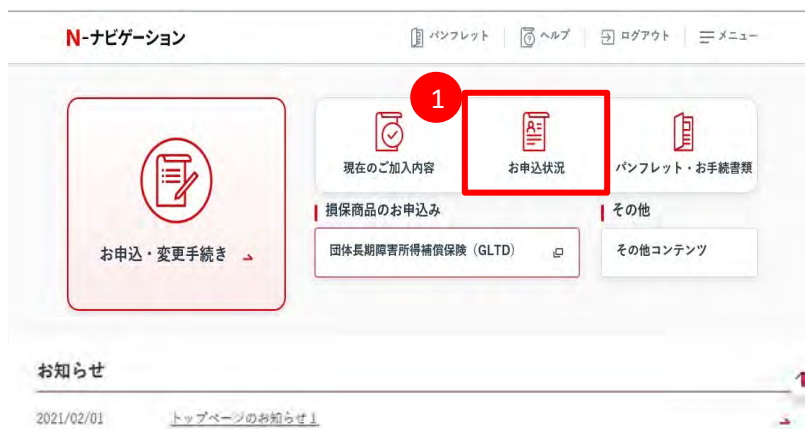 N-ナビゲーション
パンフレット
ヘルプ
ログアウト
メニュー
1
お申込・変更手続き
現在のご加入内容
お申込状況
パンフレット・お手続書類
損保商品のお申込み
団体長期障害所得補償保険（GLTD）
その他
その他コンテンツ
お知らせ
2021/02/01 トップページのお知らせ1